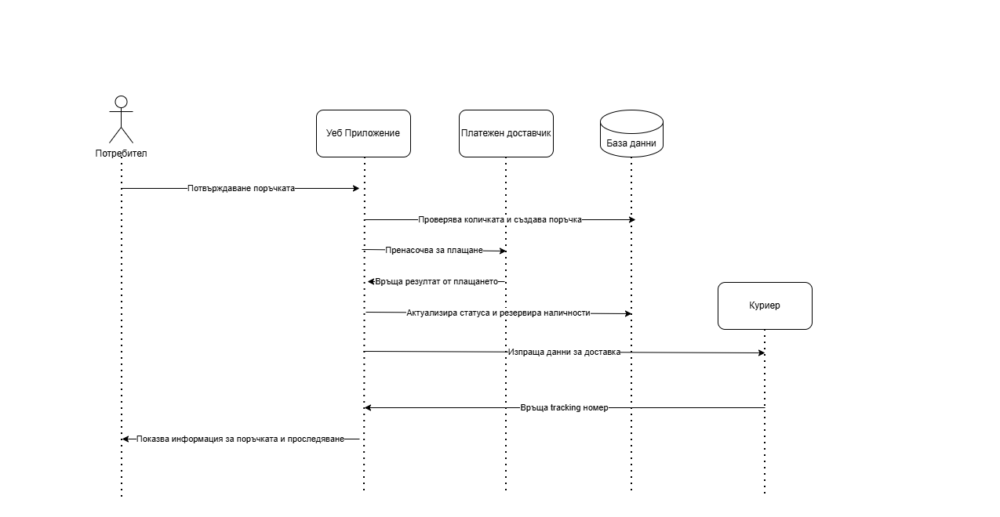 Потребител
Уеб Приложение
Платежен доставчик
База данни
Потвърждаване поръчката
Проверява количката и създава поръчка
Пренасочва за плащане
Връща резултат от плащането
Куриер
Актуализира статуса и резервира наличности
Изпраща данни за доставка
Връща tracking номер
Показва информация за поръчката и проследяване